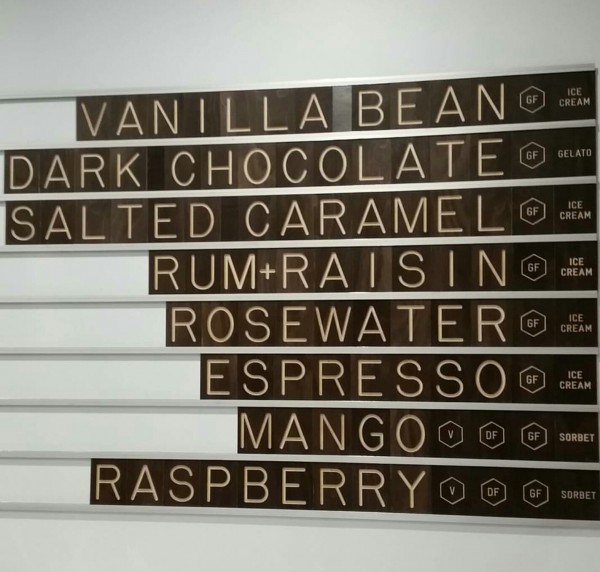 VANILLA BEAN GF ICE CREAM
DARK CHOCOLATE GF GELATO
SALTED CARAMEL GF ICE CREAM
RUM+RAISIN GF ICE CREAM
ROSEWATER GF ICE CREAM
ESPRESSO GF ICE CREAM
MANGO V DF GF SORBET
RASPBERRY V DF GF SORBET